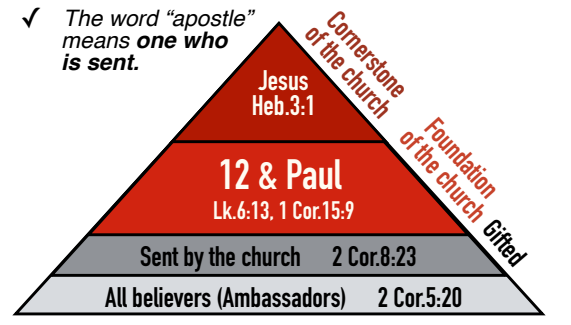 ✓ The word “apostle”
means one who
is sent.
Jesus
Heb.3:1
Cornerstone
of the church
12 & Paul
Lk.6:13, 1 Cor.15:9
Foundation
of the church
Sent by the church 2 Cor.8:23
Gifted
All believers (Ambassadors) 2 Cor.5:20